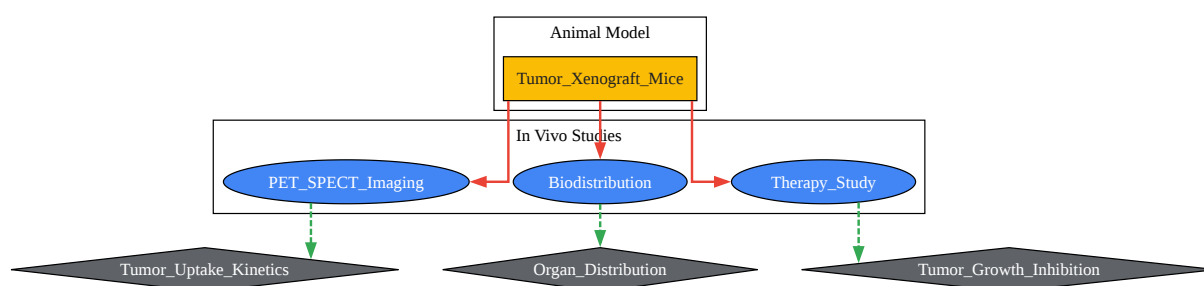 Animal Model
Tumor_Xenograft_Mice
In Vivo Studies
PET_SPECT_Imaging
Biodistribution
Therapy_Study
Tumor_Uptake_Kinetics
Organ_Distribution
Tumor_Growth_Inhibition